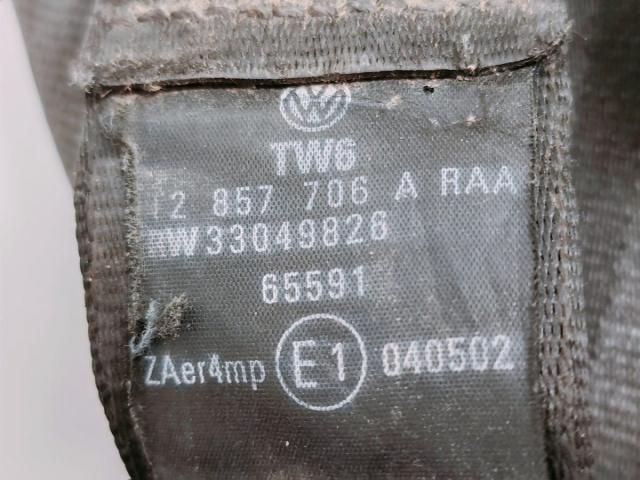 TW6
2 857 706 A RAA
W33049826
65591
ZAer4mp E1 040502